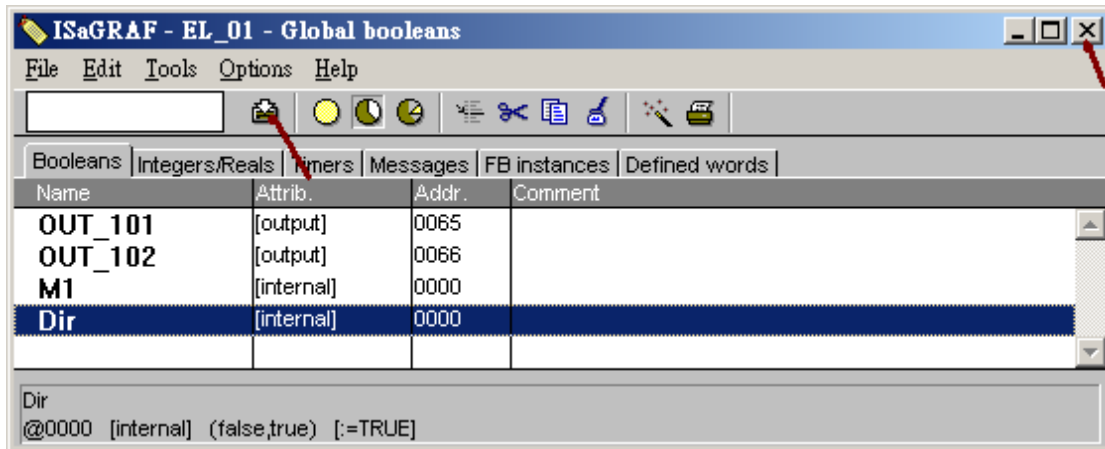 ISaGRAF - EL_01 - Global booleans
File Edit Tools Options Help
Booleans Integers/Reals Timers Messages FB instances Defined words
Name Attrib. Addr. Comment
OUT_101 [output] 0065
OUT_102 [output] 0066
M1 [internal] 0000
Dir [internal] 0000
Dir
@0000 [internal] (false,true) [:=TRUE]